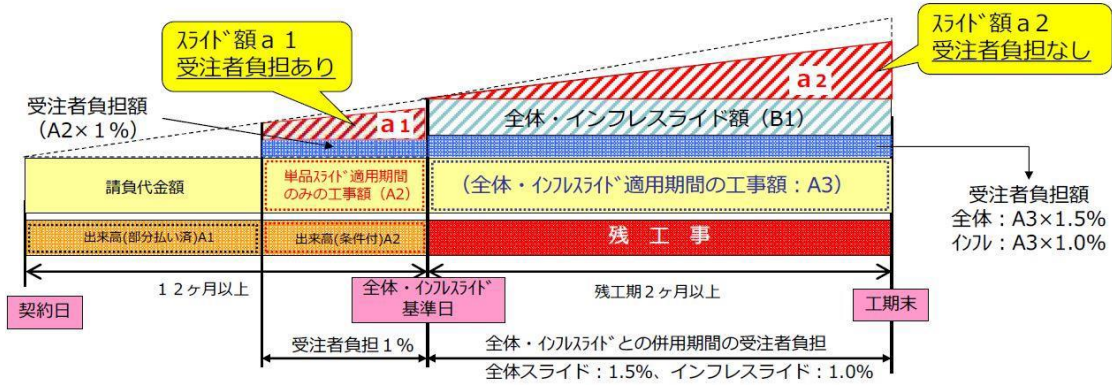 ｽﾗｲﾄﾞ額ａ１
受注者負担あり
ｽﾗｲﾄﾞ額ａ２
受注者負担なし
受注者負担額
（A2×１%）
a1
a2
全体・インフレスライド額（B1）
請負代金額
単品ｽﾗｲﾄﾞ適用期間
のみの工事額（A2）
（全体・ｲﾝﾌﾚｽﾗｲﾄﾞ適用期間の工事額：A3）
受注者負担額
全体：A3×1.5%
ｲﾝﾌﾚ：A3×1.0%
出来高(部分払い済)A1
出来高(条件付)A2
残　工　事
１２ヶ月以上
残工期２ヶ月以上
契約日
全体・ｲﾝﾌﾚｽﾗｲﾄﾞ
基準日
工期末
受注者負担１%
全体・ｲﾝﾌﾚｽﾗｲﾄﾞとの併用期間の受注者負担
全体スライド：1.5%、インフレスライド：1.0%